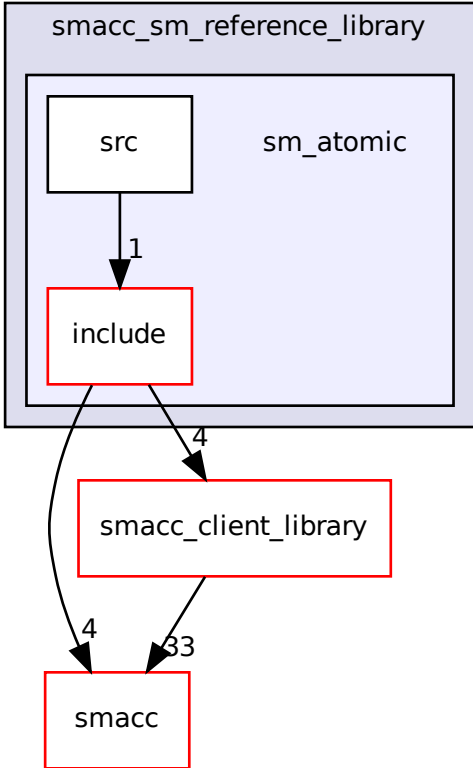 smacc_sm_reference_library
src
sm_atomic
1
include
4
smacc_client_library
4
33
smacc